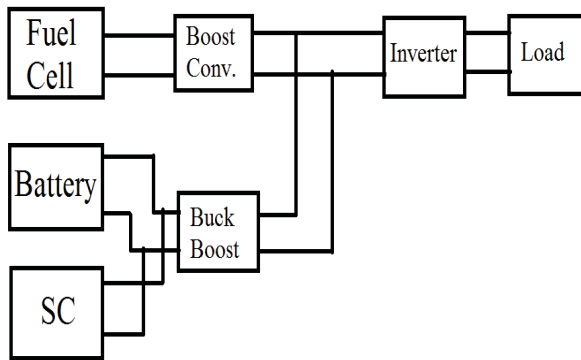 Fuel
Cell
Boost
Conv.
Inverter
Load
Battery
Buck
Boost
SC